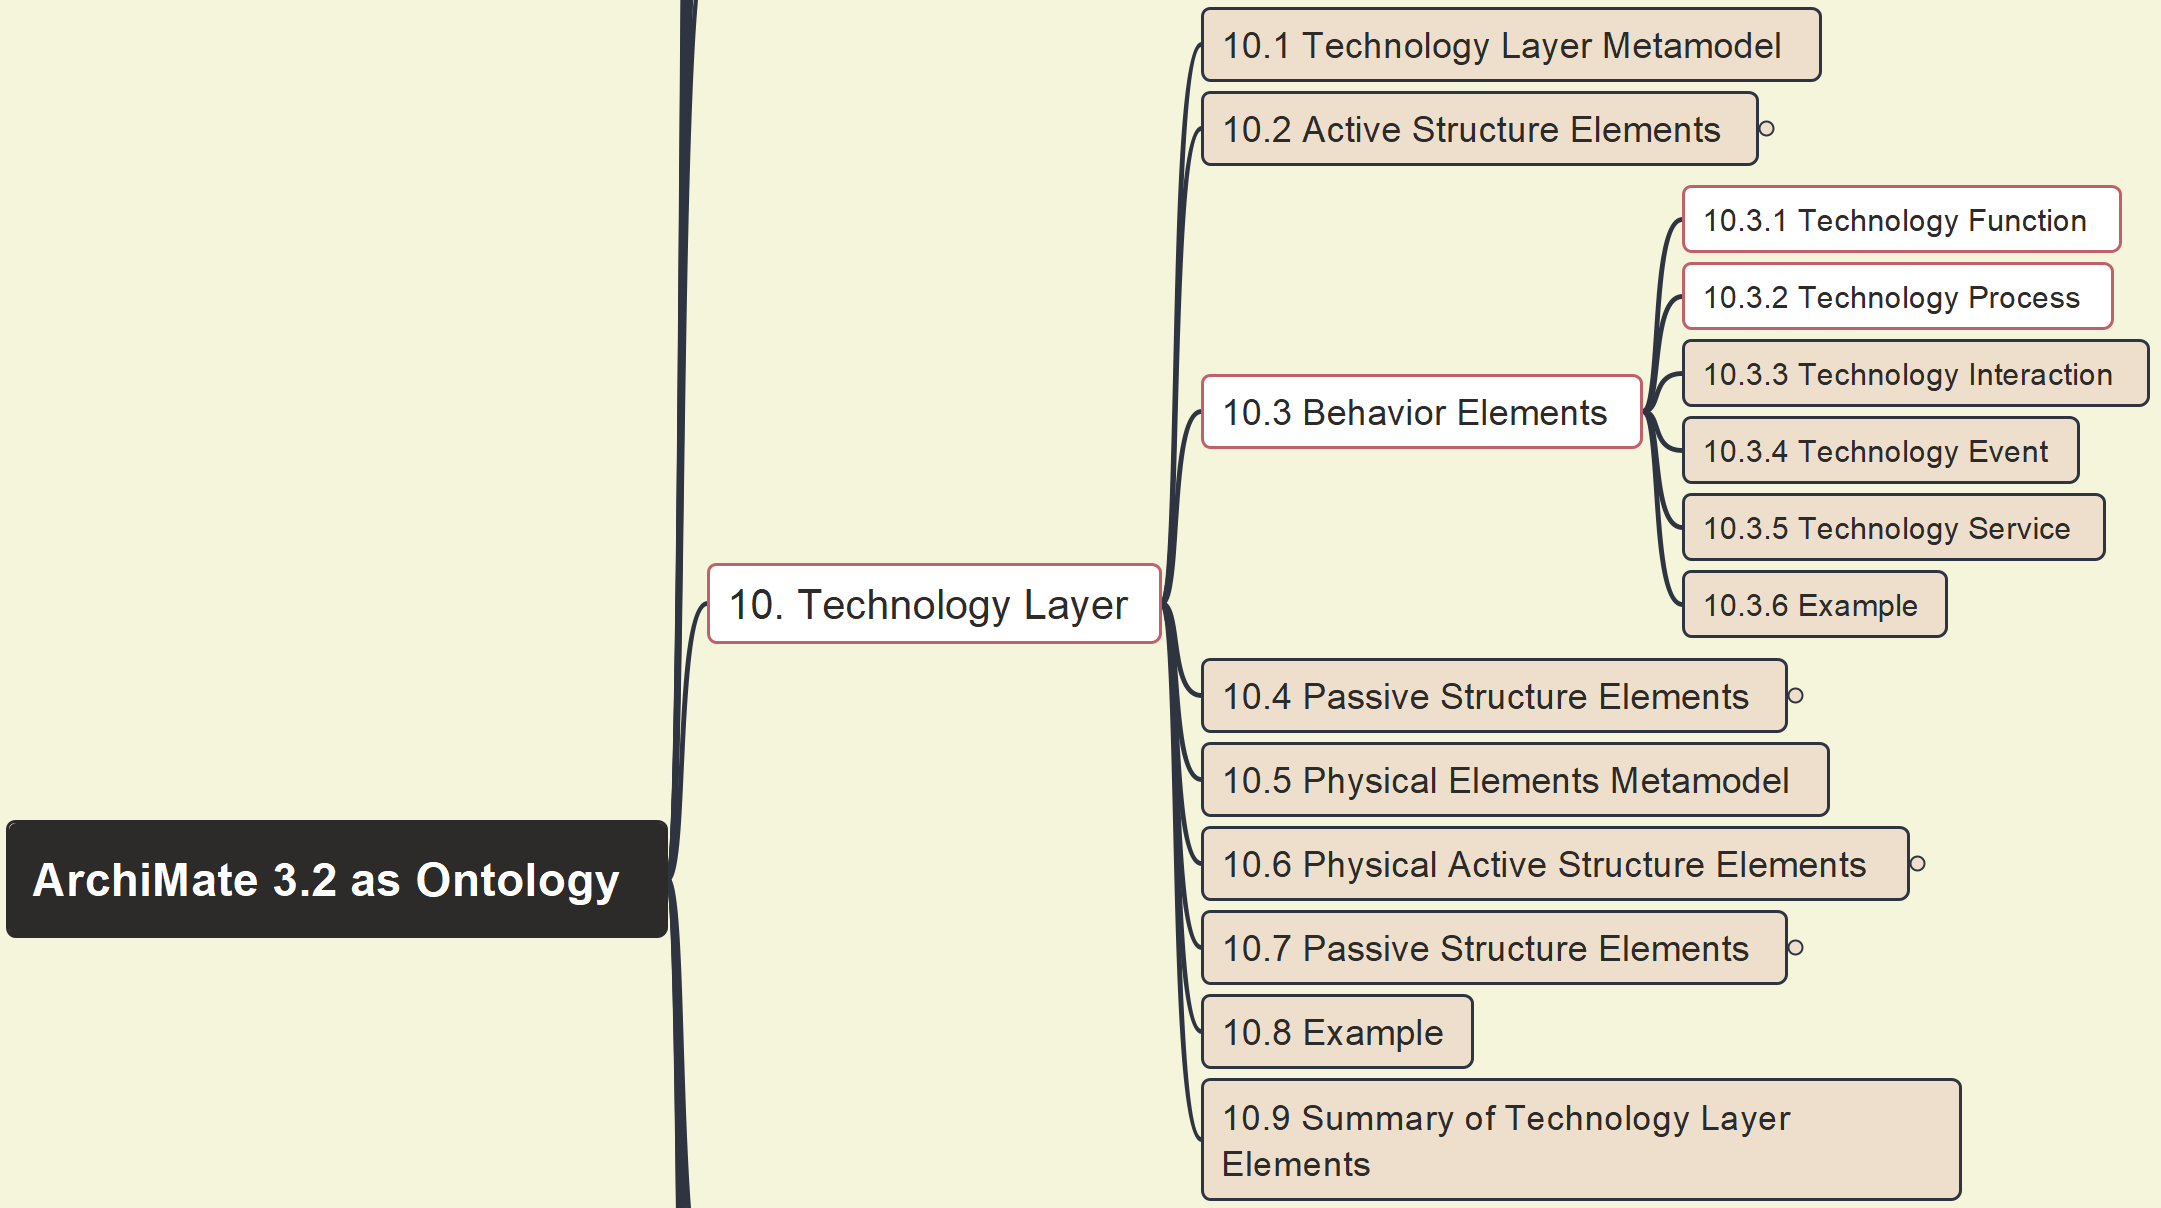 10.1 Technology Layer Metamodel
10.2 Active Structure Elements
10.3.1 Technology Function
10.3.2 Technology Process
10.3.3 Technology Interaction
10.3 Behavior Elements
10.3.4 Technology Event
10.3.5 Technology Service
10.3.6 Example
10. Technology Layer
10.4 Passive Structure Elements
10.5 Physical Elements Metamodel
10.6 Physical Active Structure Elements
ArchiMate 3.2 as Ontology
10.7 Passive Structure Elements
10.8 Example
10.9 Summary of Technology Layer
Elements